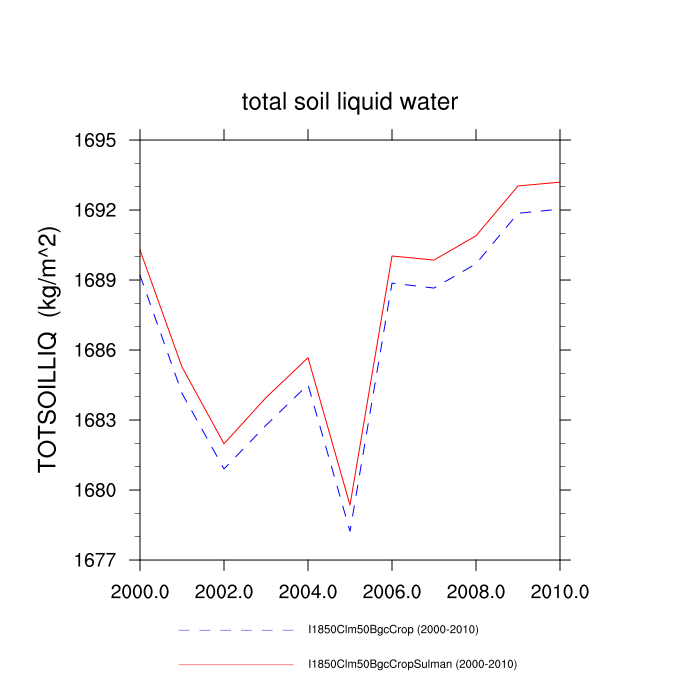 total soil liquid water
TOTSOILLIQ (kg/m^2)
1695
1692
1689
1686
1683
1680
1677
2000.0 2002.0 2004.0 2006.0 2008.0 2010.0
I1850Clm50BgcCrop (2000-2010)
I1850Clm50BgcCropSulman (2000-2010)